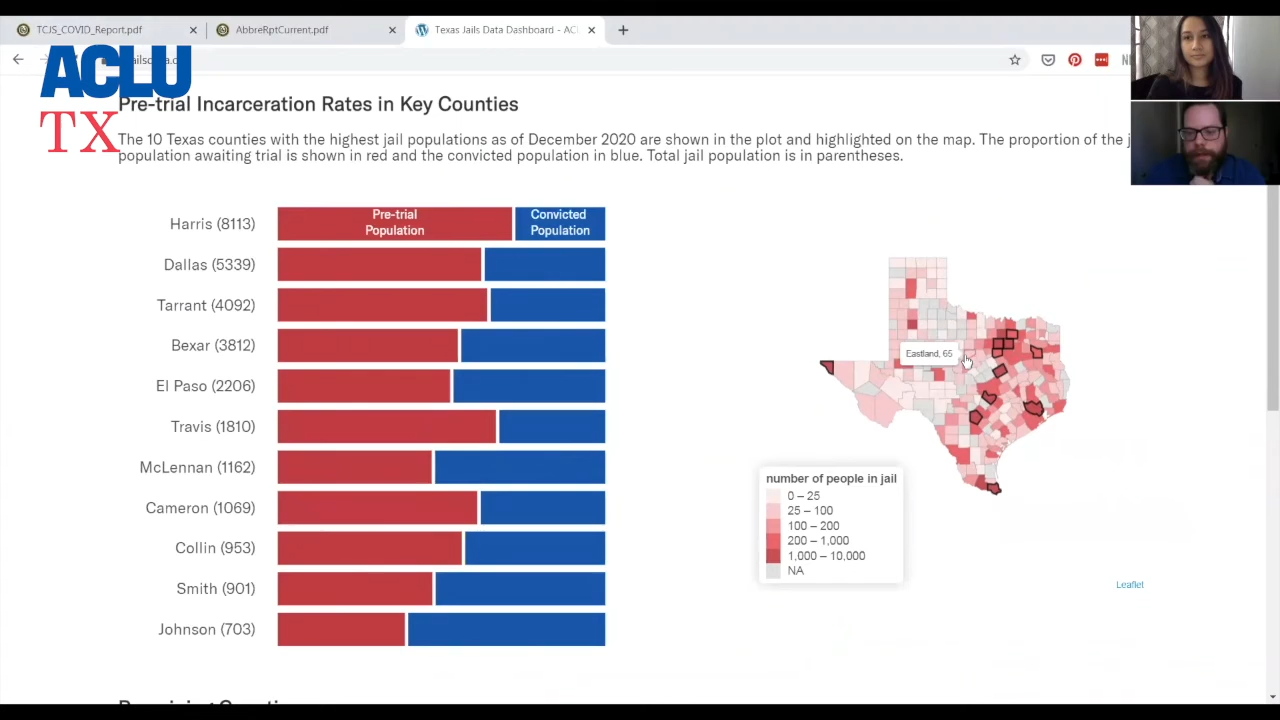 TCJS_COVID_Report.pdf
AbbreRptCurrent.pdf
Texas Jails Data Dashboard - AC
ACLU
TX
Pre-trial Incarceration Rates in Key Counties
The 10 Texas counties with the highest jail populations as of December 2020 are shown in the plot and highlighted on the map. The proportion of the
population awaiting trial is shown in red and the convicted population in blue. Total jail population is in parentheses.
Harris (8113)
Pre-trial
Population
Convicted
Population
Dallas (5339)
Tarrant (4092)
Bexar (3812)
El Paso (2206)
Travis (1810)
McLennan (1162)
Cameron (1069)
Collin (953)
Smith (901)
Johnson (703)
Eastland, 65
number of people in jail
0 – 25
25 – 100
100 – 200
200 – 1,000
1,000 – 10,000
NA
Leaflet